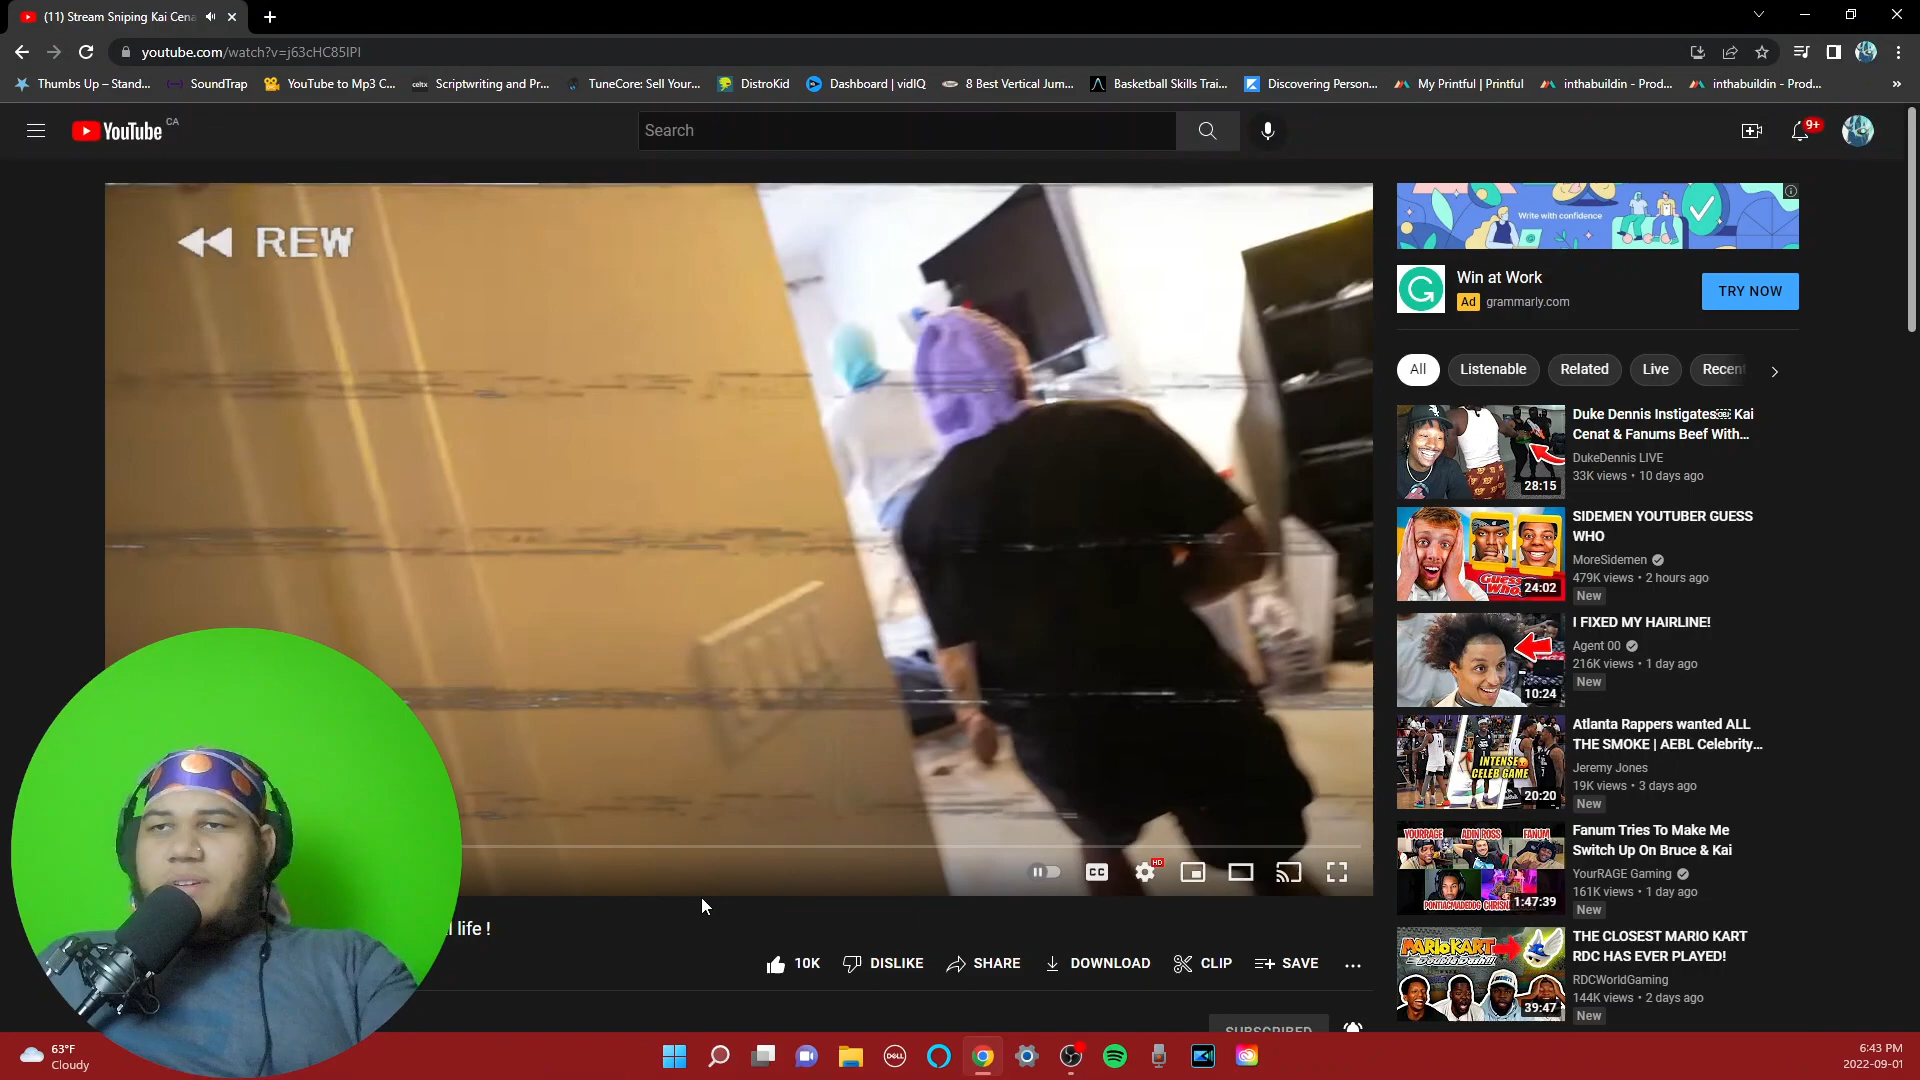 (11) Stream Sniping Kai Cena
youtube.com/watch?v=j63cHC85IPI
Thumbs Up – Stand...
SoundTrap
YouTube to Mp3 C...
celtx
Scriptwriting and Pr...
TuneCore: Sell Your...
DistroKid
Dashboard | vidIQ
8 Best Vertical Jum...
Basketball Skills Trai...
Discovering Person...
My Printful | Printful
inthabuildin - Prod...
inthabuildin - Prod...
YouTube CA
Search
9+
REW
Write with confidence
Win at Work
Ad grammarly.com
TRY NOW
All
Listenable
Related
Live
Recent
Duke Dennis Instigates Kai
Cenat & Fanums Beef With...
DukeDennis LIVE
33K views • 10 days ago
28:15
SIDEMEN YOUTUBER GUESS
WHO
MoreSidemen
479K views • 2 hours ago
New
24:02
I FIXED MY HAIRLINE!
Agent 00
216K views • 1 day ago
New
10:24
Atlanta Rappers wanted ALL
THE SMOKE | AEBL Celebrity...
Jeremy Jones
19K views • 3 days ago
New
INTENSE
CELEB GAME
20:20
Fanum Tries To Make Me
Switch Up On Bruce & Kai
YourRAGE Gaming
161K views • 1 day ago
New
YOURRAGE ADIN ROSS FANUM
1:47:39
THE CLOSEST MARIO KART
RDC HAS EVER PLAYED!
RDCWorldGaming
144K views • 2 days ago
New
MARIOKART
39:47
CC
HD
l life !
10K
DISLIKE
SHARE
DOWNLOAD
CLIP
SAVE
SUBSCRIBED
63°F
Cloudy
DELL
6:43 PM
2022-09-01